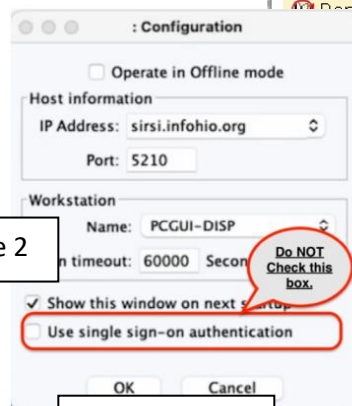 : Configuration
Operate in Offline mode
Host information
IP Address: sirsi.infohio.org
Port: 5210
Workstation
Name: PCGUI-DISP
e 2
timeout: 60000
Do NOT
Check this
box.
Show this window on next
Use single sign-on authentication
OK Cancel